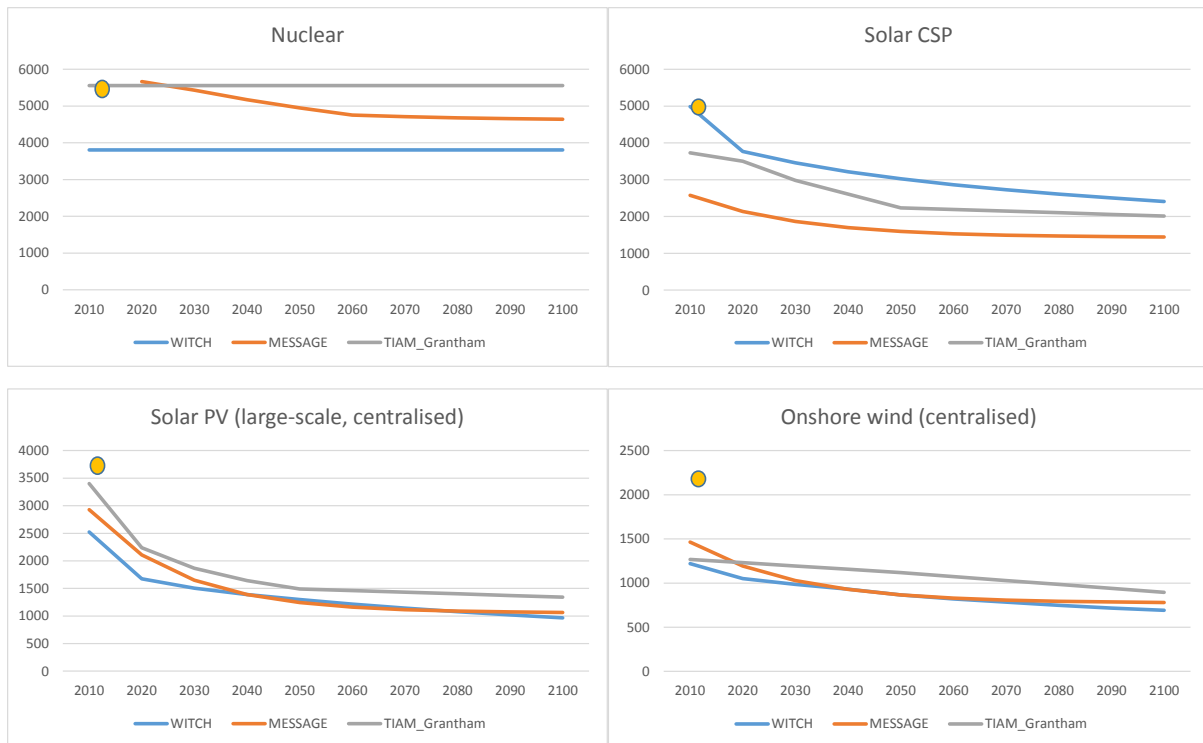 Nuclear
6000
5000
4000
3000
2000
1000
0
2010 2020 2030 2040 2050 2060 2070 2080 2090 2100
WITCH MESSAGE TIAM_Grantham
Solar CSP
6000
5000
4000
3000
2000
1000
0
2010 2020 2030 2040 2050 2060 2070 2080 2090 2100
WITCH MESSAGE TIAM_Grantham
Solar PV (large-scale, centralised)
4000
3500
3000
2500
2000
1500
1000
500
0
2010 2020 2030 2040 2050 2060 2070 2080 2090 2100
WITCH MESSAGE TIAM_Grantham
Onshore wind (centralised)
2500
2000
1500
1000
500
0
2010 2020 2030 2040 2050 2060 2070 2080 2090 2100
WITCH MESSAGE TIAM_Grantham